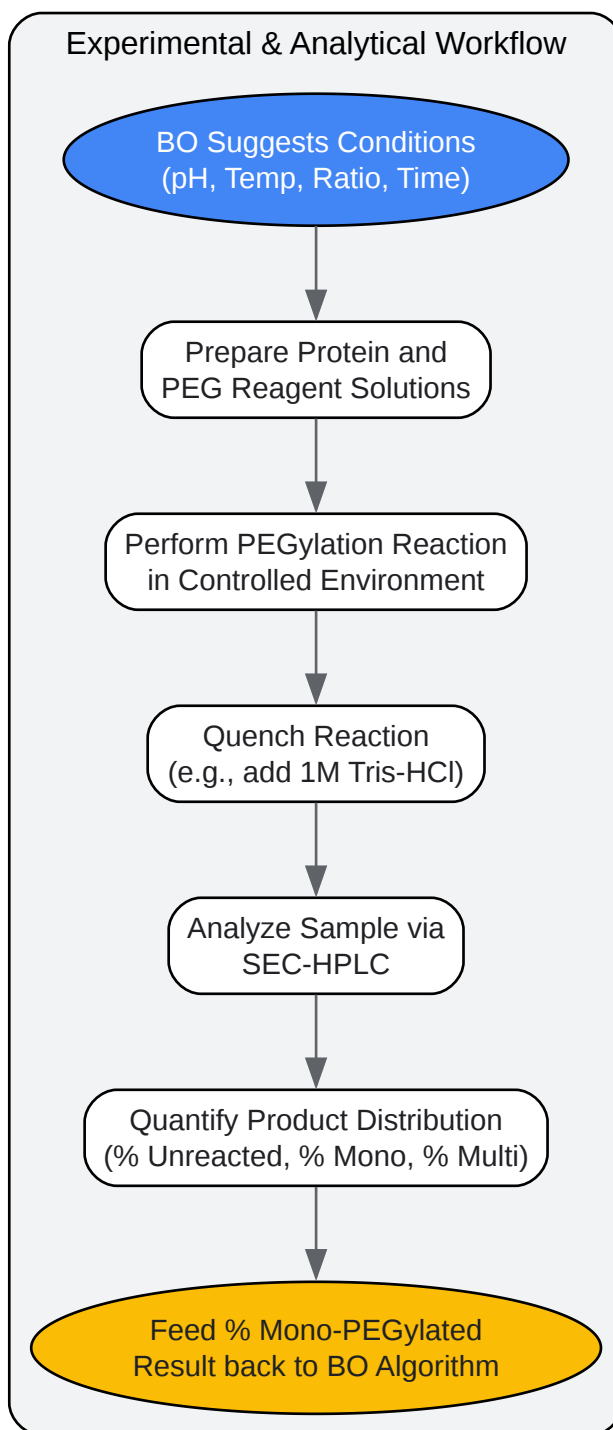 Experimental & Analytical Workflow
BO Suggests Conditions
(pH, Temp, Ratio, Time)
Prepare Protein and
PEG Reagent Solutions
Perform PEGylation Reaction
in Controlled Environment
Quench Reaction
(e.g., add 1M Tris-HCl)
Analyze Sample via
SEC-HPLC
Quantify Product Distribution
(% Unreacted, % Mono, % Multi)
Feed % Mono-PEGylated
Result back to BO Algorithm